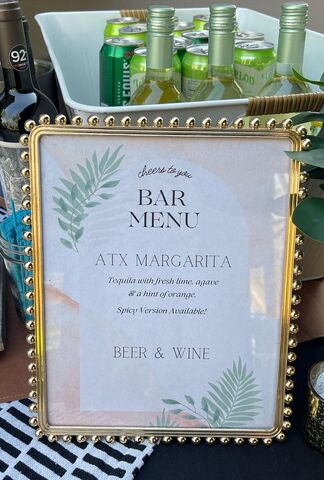 92
cheers to you
BAR
MENU
ATX MARGARITA
Tequila with fresh lime, agave
& a hint of orange.
Spicy Version Available!
BEER & WINE